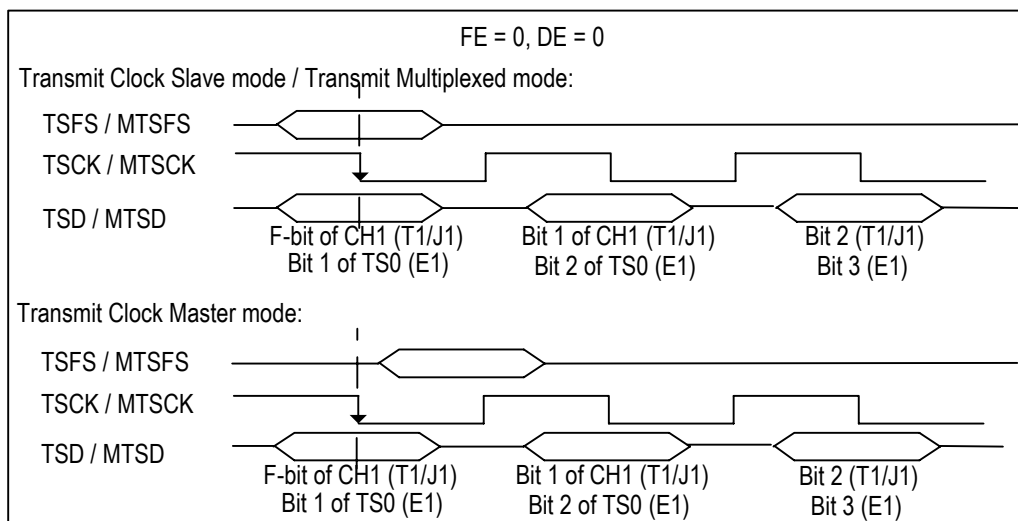 FE = 0, DE = 0
Transmit Clock Slave mode / Transmit Multiplexed mode:
TSFS / MTSFS
TSCK / MTSCK
TSD / MTSD
F-bit of CH1 (T1/J1)
Bit 1 of TS0 (E1)
Bit 1 of CH1 (T1/J1)
Bit 2 of TS0 (E1)
Bit 2 (T1/J1)
Bit 3 (E1)
Transmit Clock Master mode:
TSFS / MTSFS
TSCK / MTSCK
TSD / MTSD
F-bit of CH1 (T1/J1)
Bit 1 of TS0 (E1)
Bit 1 of CH1 (T1/J1)
Bit 2 of TS0 (E1)
Bit 2 (T1/J1)
Bit 3 (E1)